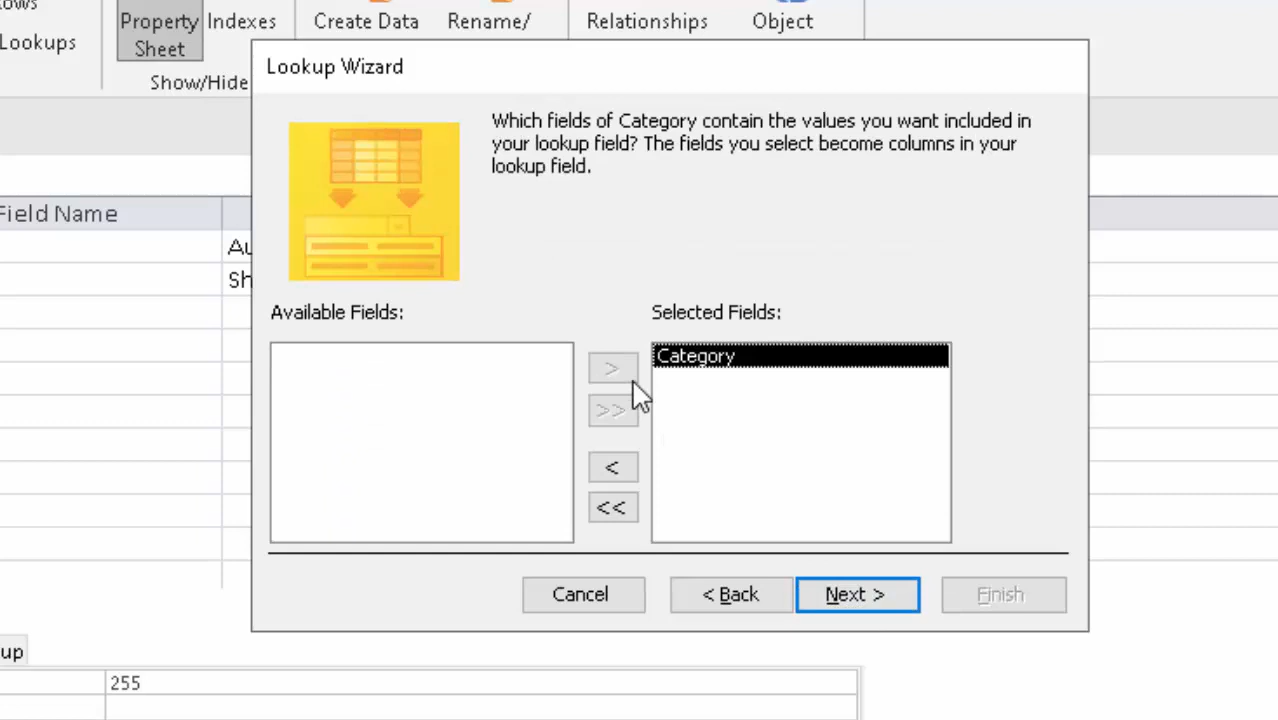 Property
Sheet
Indexes
Create Data
Rename/
Relationships
Object
Lookups
Show/Hide
Lookup Wizard
Which fields of Category contain the values you want included in
your lookup field? The fields you select become columns in your
lookup field.
Field Name
Au
Sh
Available Fields:
Selected Fields:
Category
>
>>
<
<<
Cancel
< Back
Next >
Finish
up
255